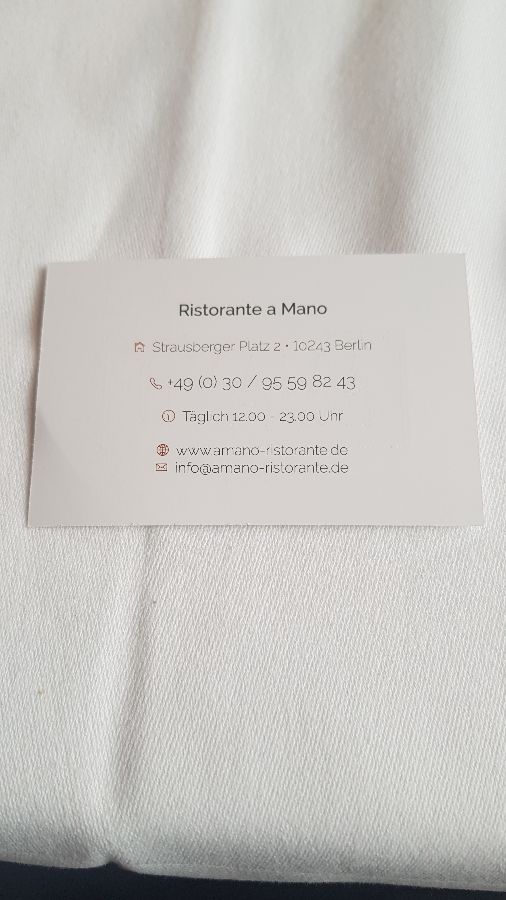 Ristorante a Mano
Strausberger Platz 2 • 10243 Berlin
+49 (0) 30 / 95 59 82 43
Täglich 12.00 - 23.00 Uhr
www.amano-ristorante.de
info@amano-ristorante.de